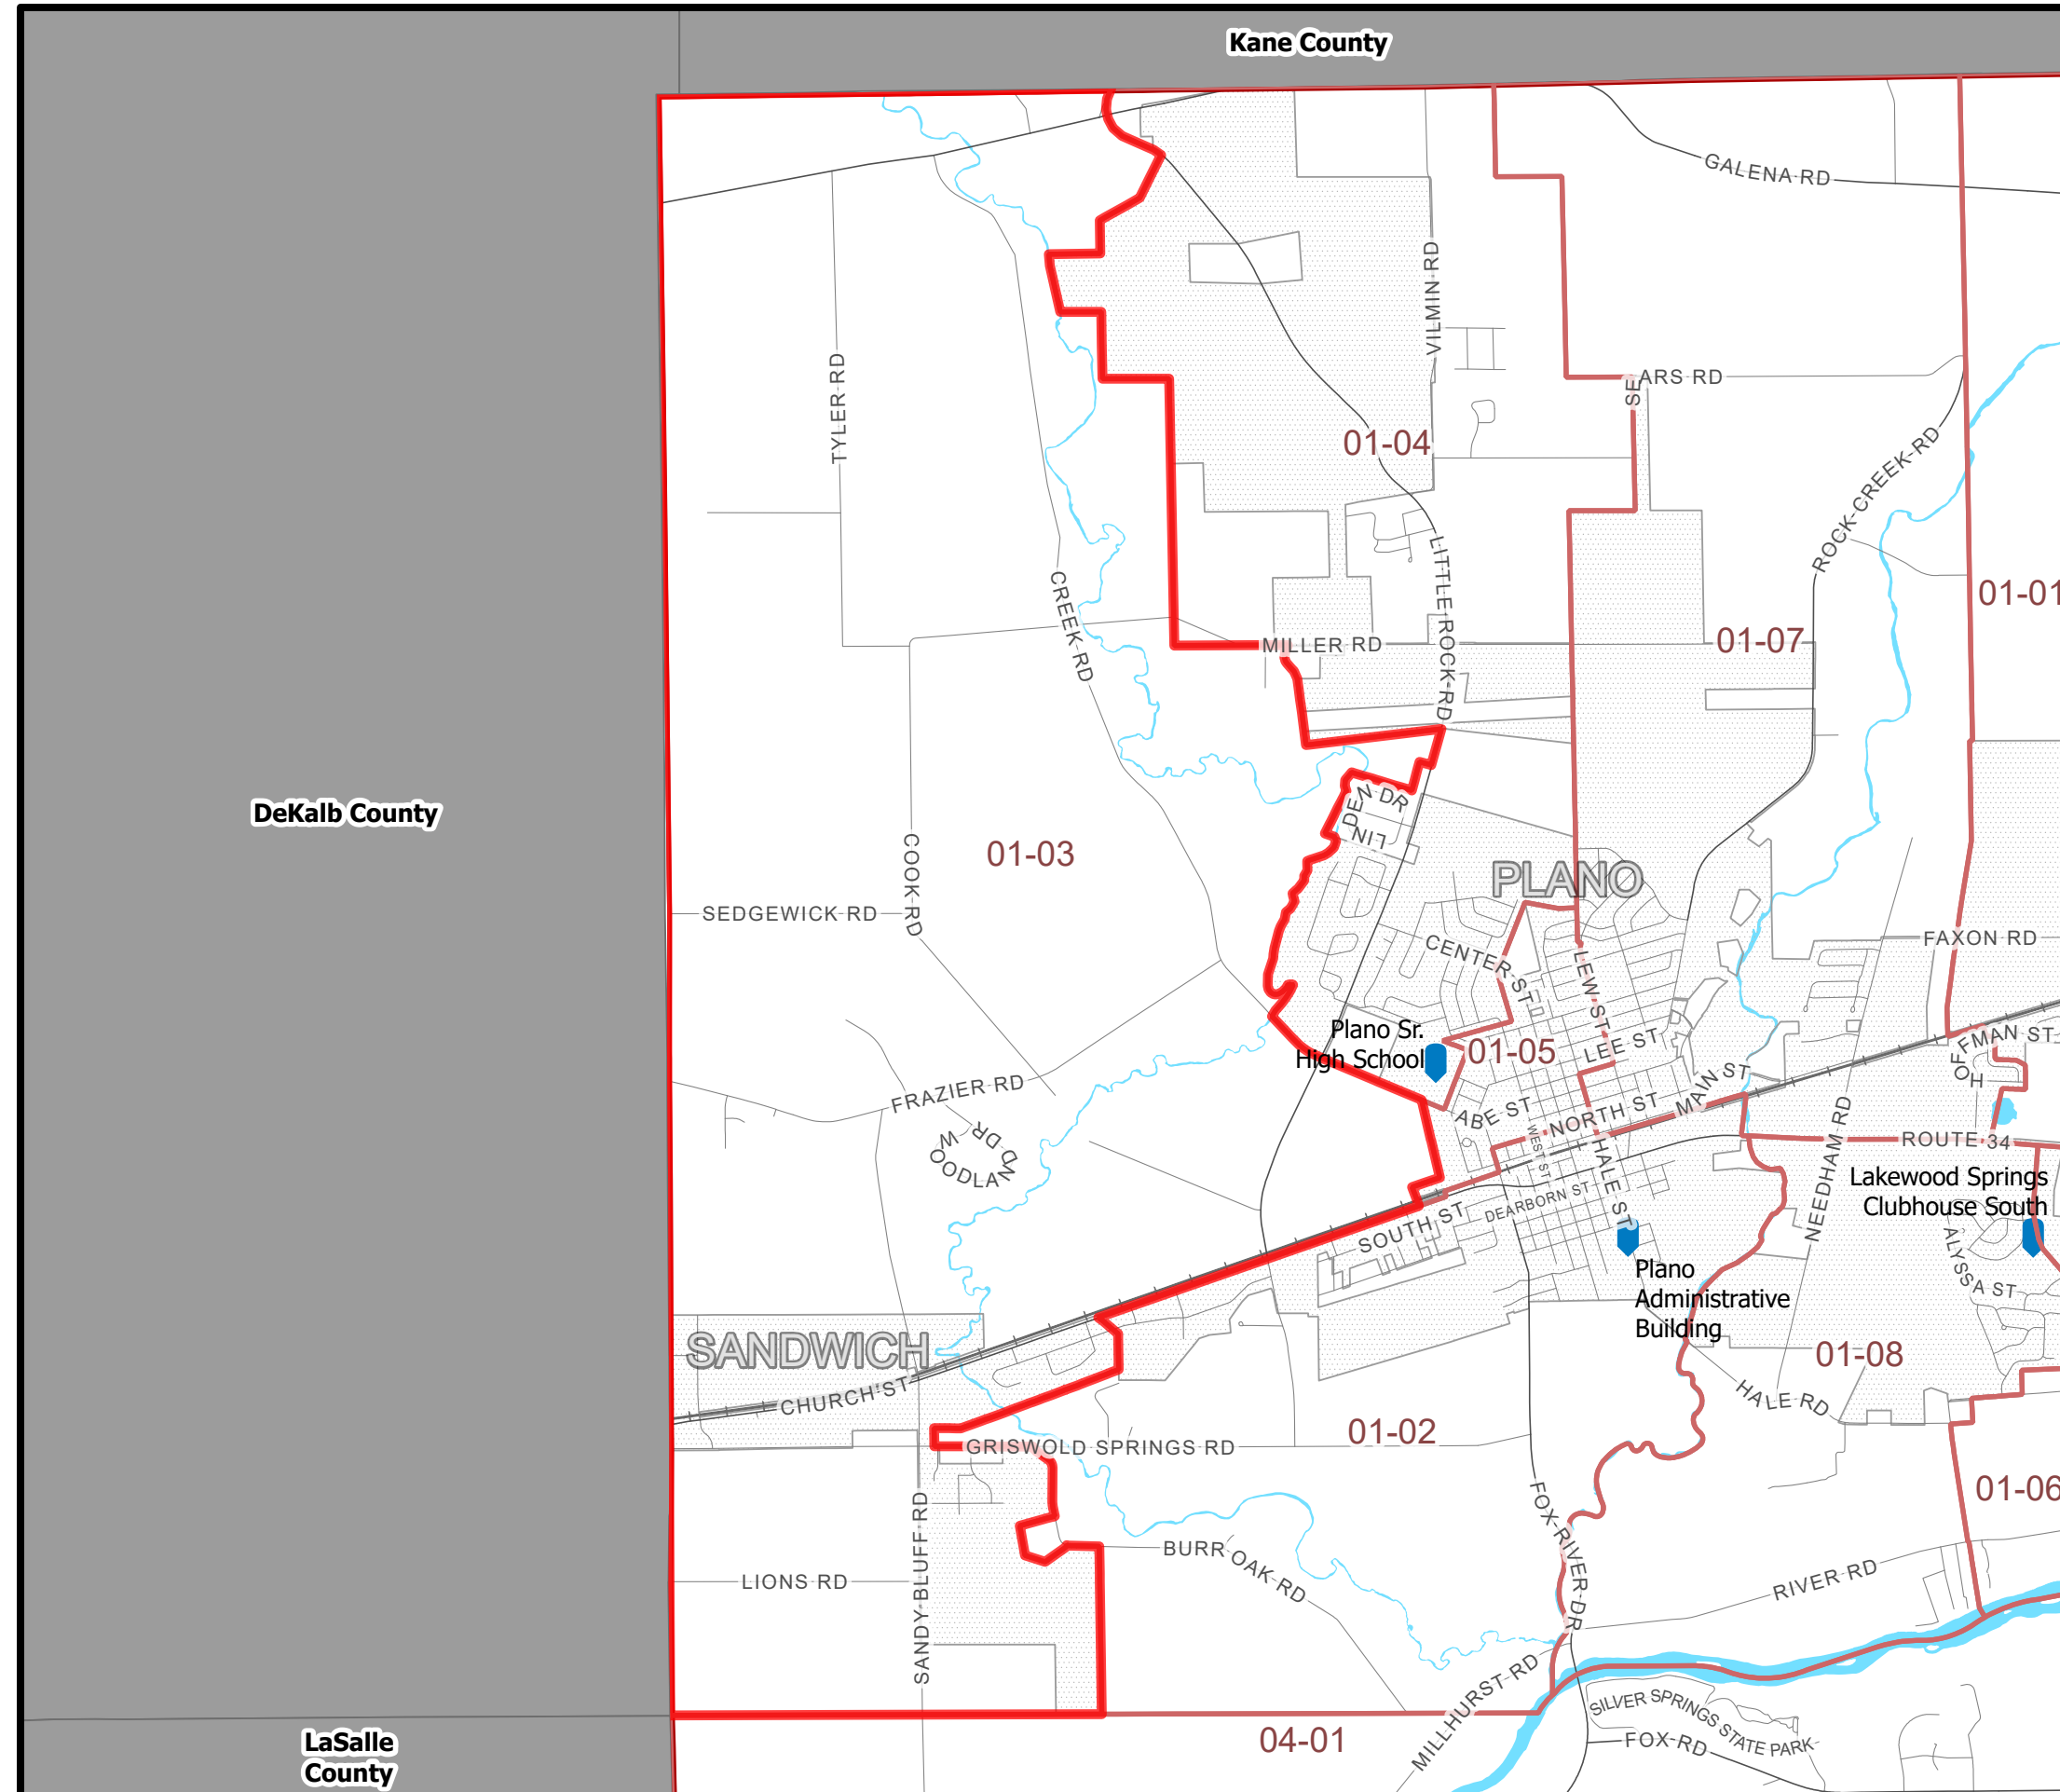 Kane County
GALENA RD
VILMIN RD
TYLER RD
SEARS RD
01-04
ROCK CREEK RD
LITTLE ROCK RD
CREEK RD
01-01
MILLER RD
01-07
DeKalb County
LINDEN DR
01-03
COOK RD
PLANO
SEDGEWICK RD
CENTER ST
FAXON RD
LEW ST
Plano Sr.
High School
01-05
LEE ST
HOFFMAN ST
MAIN ST
FRAZIER RD
ABE ST
NORTH ST
WEST ST
ROUTE 34
WOODLAND DR
HALE ST
NEEDHAM RD
Lakewood Springs
Clubhouse South
DEARBORN ST
SOUTH ST
ALYSSA ST
Plano
Administrative
Building
SANDWICH
01-08
CHURCH ST
HALE RD
01-02
GRISWOLD SPRINGS RD
01-06
SANDY BLUFF RD
FOX RIVER DR
BURR OAK RD
LIONS RD
RIVER RD
MILLHURST RD
SILVER SPRINGS STATE PARK
LaSalle
County
04-01
FOX RD